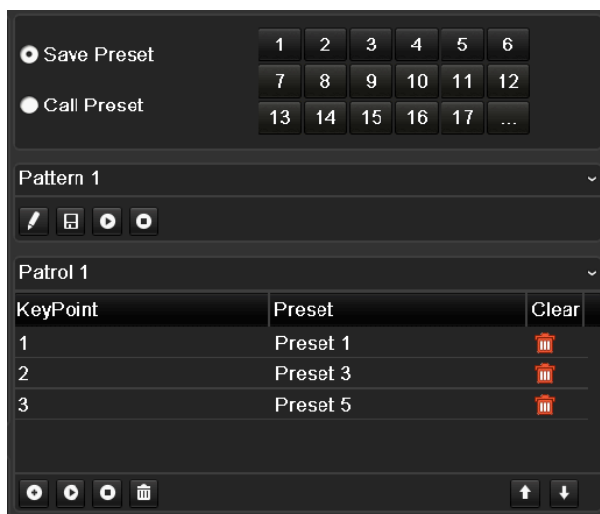 Save Preset
Call Preset
1 2 3 4 5 6
7 8 9 10 11 12
13 14 15 16 17 ...
Pattern 1
Patrol 1
KeyPoint Preset Clear
1 Preset 1
2 Preset 3
3 Preset 5